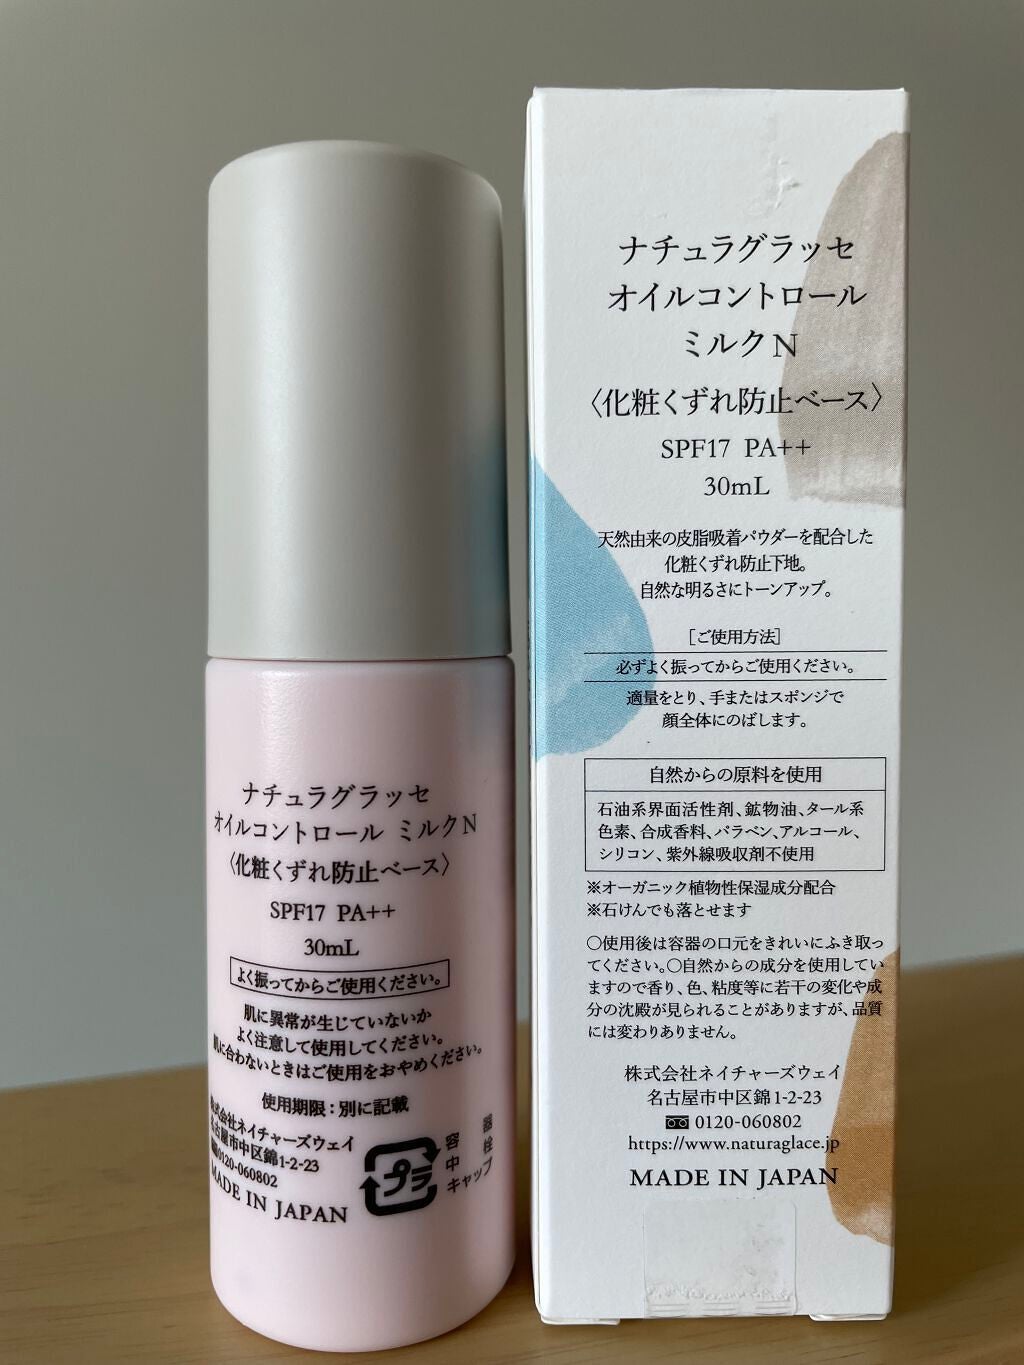 ナチュラグラッセ
オイルコントロール ミルクN
〈化粧くずれ防止ベース〉
SPF17 PA++
30mL
よく振ってからご使用ください。
肌に異常が生じていないか
よく注意して使用してください。
肌に合わないときはご使用をおやめください。
使用期限：別に記載
株式会社ネイチャーズウェイ
名古屋市中区錦1-2-23
0120-060802
MADE IN JAPAN
プラ
容器
中栓
キャップ
ナチュラグラッセ
オイルコントロール
ミルクN
〈化粧くずれ防止ベース〉
SPF17 PA++
30mL
天然由来の皮脂吸着パウダーを配合した
化粧くずれ防止下地。
自然な明るさにトーンアップ。
［ご使用方法］
必ずよく振ってからご使用ください。
適量をとり、手またはスポンジで
顔全体にのばします。
自然からの原料を使用
石油系界面活性剤、鉱物油、タール系
色素、合成香料、パラベン、アルコール、
シリコン、紫外線吸収剤不使用
※オーガニック植物性保湿成分配合
※石けんでも落とせます
○使用後は容器の口元をきれいにふき取っ
てください。○自然からの成分を使用してい
ますので香り、色、粘度等に若干の変化や成
分の沈殿が見られることがありますが、品質
には変わりありません。
株式会社ネイチャーズウェイ
名古屋市中区錦1-2-23
0120-060802
https://www.naturaglace.jp
MADE IN JAPAN